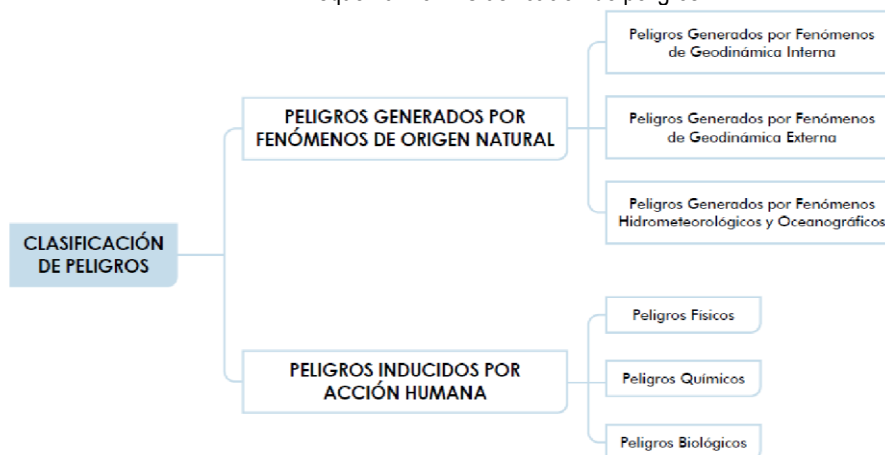 Peligros Generados por Fenómenos
de Geodinámica Interna
PELIGROS GENERADOS POR
FENÓMENOS DE ORIGEN NATURAL
Peligros Generados por Fenómenos
de Geodinámica Externa
Peligros Generados por Fenómenos
Hidrometeorológicos y Oceanográficos
CLASIFICACIÓN
DE PELIGROS
Peligros Físicos
PELIGROS INDUCIDOS POR
ACCIÓN HUMANA
Peligros Químicos
Peligros Biológicos